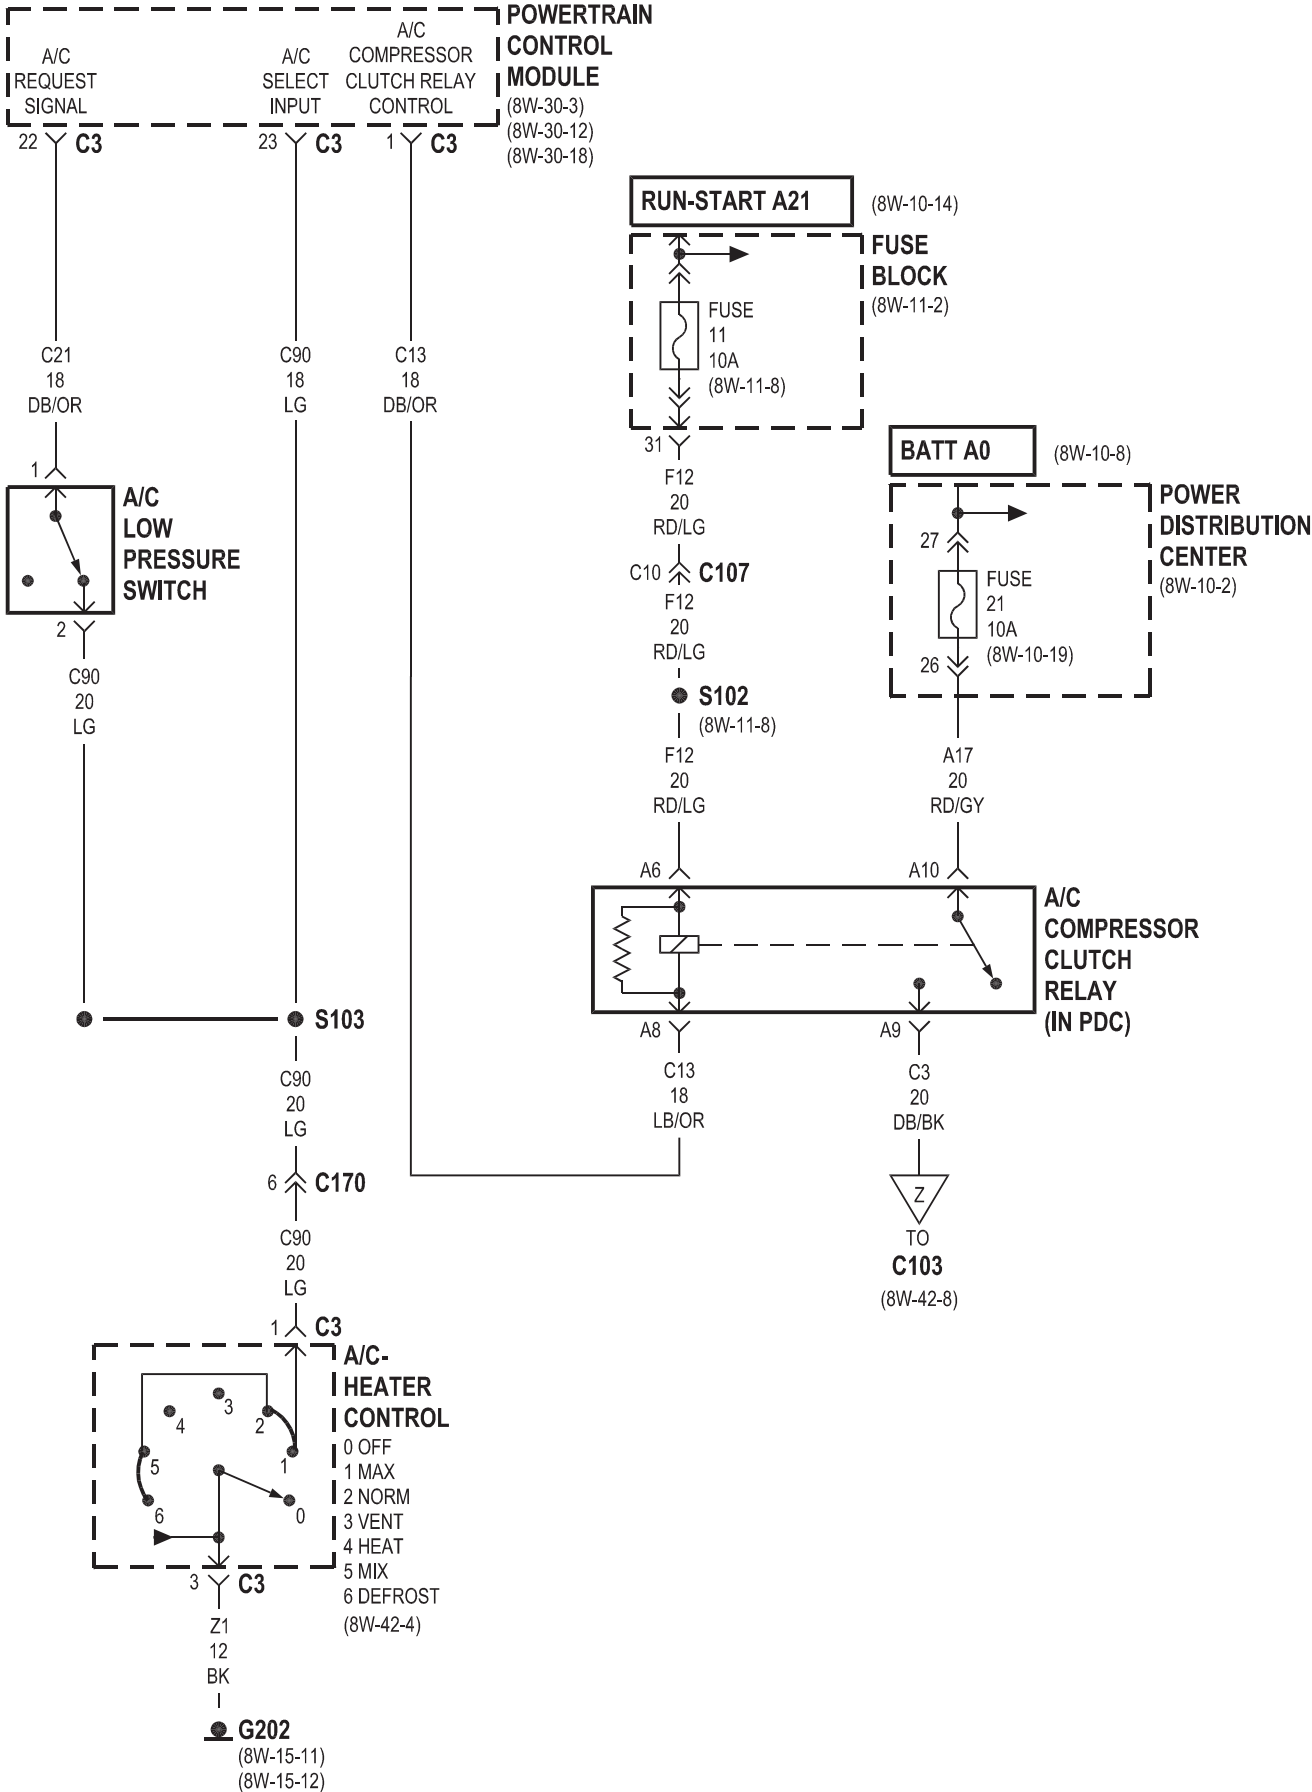 A/C
REQUEST
SIGNAL
A/C
SELECT
INPUT
A/C
COMPRESSOR
CLUTCH RELAY
CONTROL
POWERTRAIN
CONTROL
MODULE
(8W-30-3)
(8W-30-12)
(8W-30-18)
22 C3
23 C3
1 C3
C21
18
DB/OR
C90
18
LG
C13
18
DB/OR
RUN-START A21
(8W-10-14)
FUSE
BLOCK
(8W-11-2)
FUSE
11
10A
(8W-11-8)
31
F12
20
RD/LG
C10 C107
F12
20
RD/LG
S102
(8W-11-8)
F12
20
RD/LG
BATT A0
(8W-10-8)
POWER
DISTRIBUTION
CENTER
(8W-10-2)
27
FUSE
21
10A
(8W-10-19)
26
A17
20
RD/GY
1
A/C
LOW
PRESSURE
SWITCH
2
C90
20
LG
A6
A10
A/C
COMPRESSOR
CLUTCH
RELAY
(IN PDC)
A8
A9
C13
18
LB/OR
C3
20
DB/BK
Z
TO
C103
(8W-42-8)
S103
C90
20
LG
6 C170
C90
20
LG
1 C3
A/C-
HEATER
CONTROL
0 OFF
1 MAX
2 NORM
3 VENT
4 HEAT
5 MIX
6 DEFROST
(8W-42-4)
3
4
2
5
1
6
0
3 C3
Z1
12
BK
G202
(8W-15-11)
(8W-15-12)